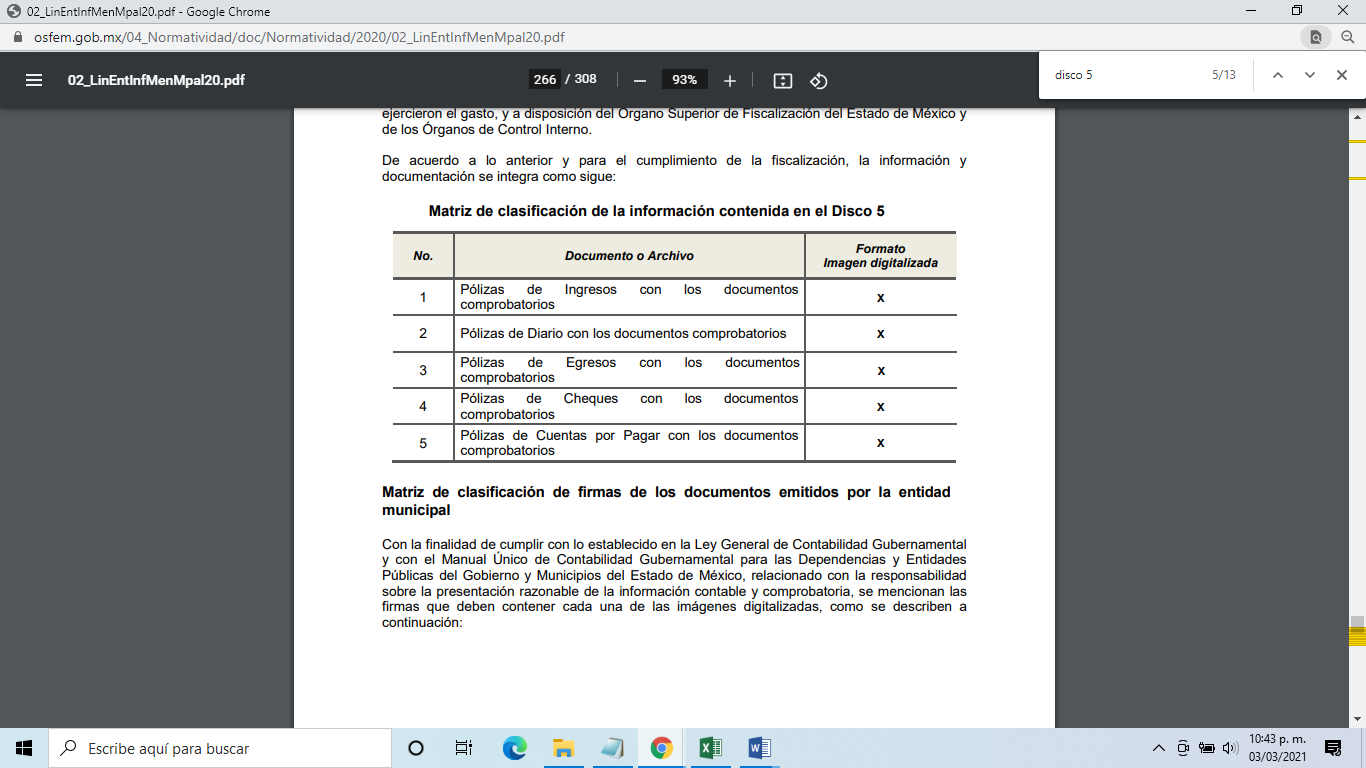 02_LinEntInfMenMpal20.pdf - Google Chrome
osfem.gob.mx/04_Normatividad/doc/Normatividad/2020/02_LinEntInfMenMpal20.pdf
02_LinEntInfMenMpal20.pdf
266 / 308
93%
disco 5
5/13
ejercieron el gasto, y a disposición del Órgano Superior de Fiscalización del Estado de México y
de los Órganos de Control Interno.
De acuerdo a lo anterior y para el cumplimiento de la fiscalización, la información y
documentación se integra como sigue:
Matriz de clasificación de la información contenida en el Disco 5
No.
Documento o Archivo
Formato
Imagen digitalizada
1
Pólizas de Ingresos con los documentos
comprobatorios
x
2
Pólizas de Diario con los documentos comprobatorios
x
3
Pólizas de Egresos con los documentos
comprobatorios
x
4
Pólizas de Cheques con los documentos
comprobatorios
x
5
Pólizas de Cuentas por Pagar con los documentos
comprobatorios
x
Matriz de clasificación de firmas de los documentos emitidos por la entidad
municipal
Con la finalidad de cumplir con lo establecido en la Ley General de Contabilidad Gubernamental
y con el Manual Único de Contabilidad Gubernamental para las Dependencias y Entidades
Públicas del Gobierno y Municipios del Estado de México, relacionado con la responsabilidad
sobre la presentación razonable de la información contable y comprobatoria, se mencionan las
firmas que deben contener cada una de las imágenes digitalizadas, como se describen a
continuación:
Escribe aquí para buscar
10:43 p. m.
03/03/2021